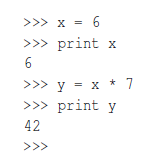 >>> x = 6
>>> print x
6
>>> y = x * 7
>>> print y
42
>>>